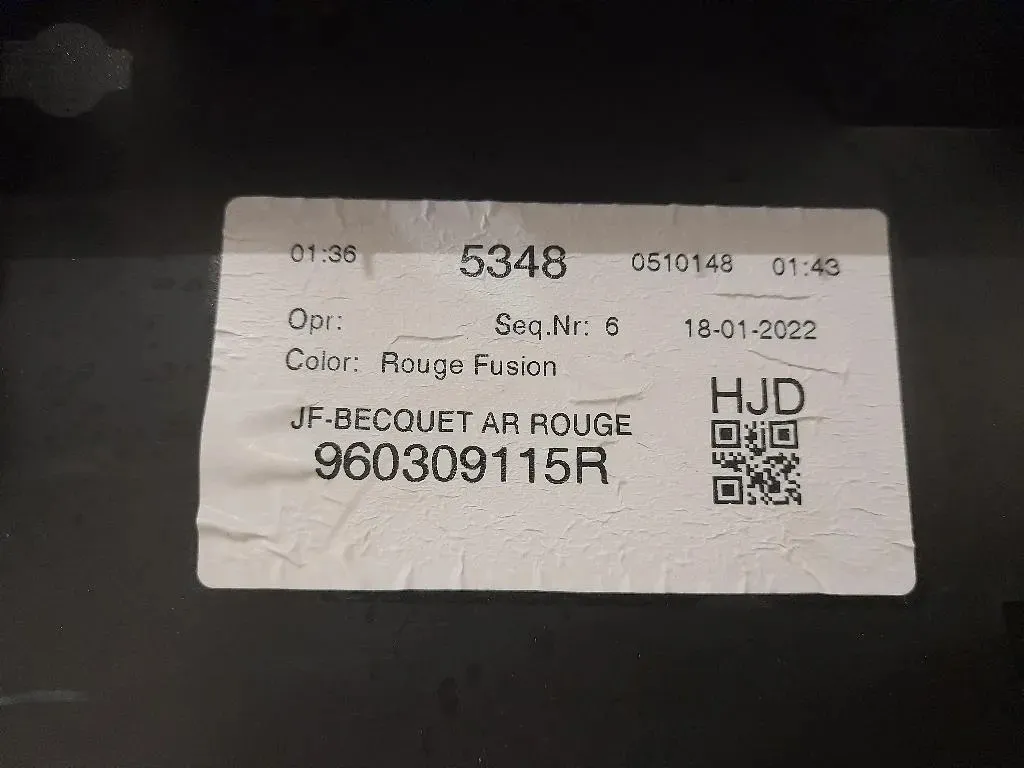 01:36 5348 0510148 01:43
Opr: Seq.Nr: 6 18-01-2022
Color: Rouge Fusion
HJD
JF-BECQUET AR ROUGE
960309115R